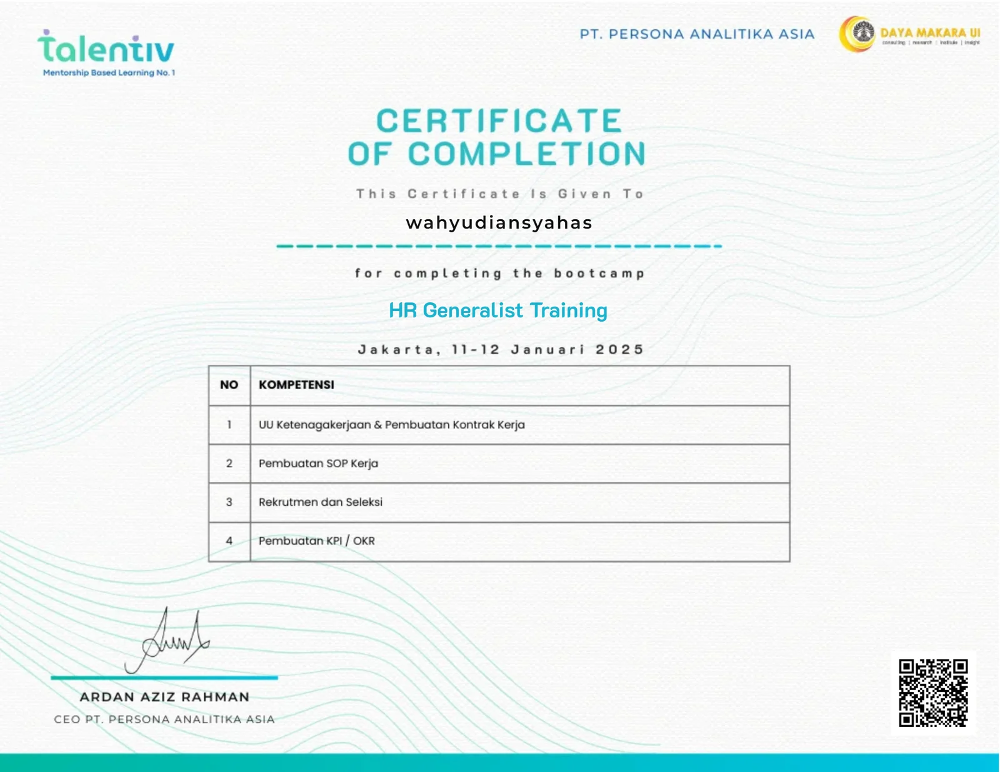 talentiv
Mentorship Based Learning No. 1
PT. PERSONA ANALITIKA ASIA
DAYA MAKARA UI
consulting | research | institute | insight
CERTIFICATE
OF COMPLETION
This Certificate Is Given To
wahyudiansyahas
for completing the bootcamp
HR Generalist Training
Jakarta, 11-12 Januari 2025
NO KOMPETENSI
1 UU Ketenagakerjaan & Pembuatan Kontrak Kerja
2 Pembuatan SOP Kerja
3 Rekrutmen dan Seleksi
4 Pembuatan KPI / OKR
ARDAN AZIZ RAHMAN
CEO PT. PERSONA ANALITIKA ASIA